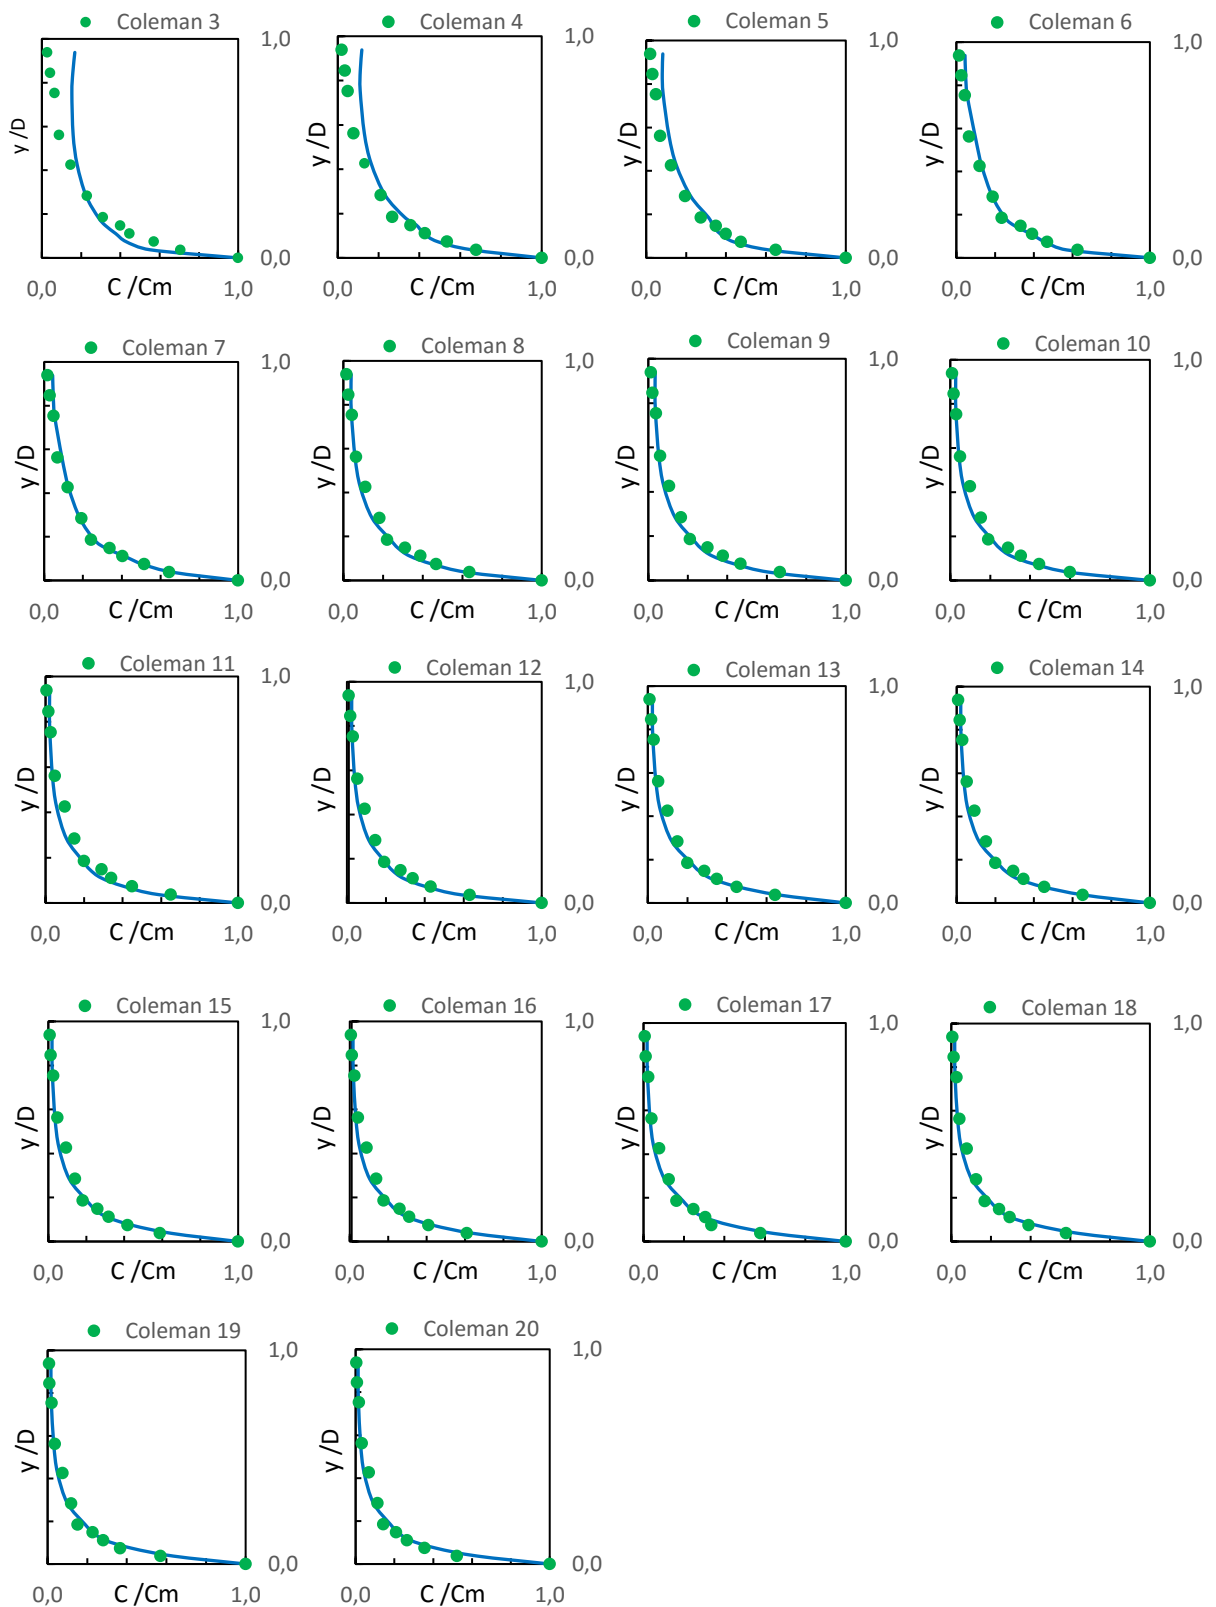 Coleman 3
1,0
y /D
0,0
0,0
C /Cm
1,0
Coleman 4
1,0
y /D
0,0
0,0
C /Cm
1,0
Coleman 5
1,0
y /D
0,0
0,0
C /Cm
1,0
Coleman 6
1,0
y /D
0,0
0,0
C /Cm
1,0
Coleman 7
1,0
y /D
0,0
0,0
C /Cm
1,0
Coleman 8
1,0
y /D
0,0
0,0
C /Cm
1,0
Coleman 9
1,0
y /D
0,0
0,0
C /Cm
1,0
Coleman 10
1,0
y /D
0,0
0,0
C /Cm
1,0
Coleman 11
1,0
y /D
0,0
0,0
C /Cm
1,0
Coleman 12
1,0
y /D
0,0
0,0
C /Cm
1,0
Coleman 13
1,0
y /D
0,0
0,0
C /Cm
1,0
Coleman 14
1,0
y /D
0,0
0,0
C /Cm
1,0
Coleman 15
1,0
y /D
0,0
0,0
C /Cm
1,0
Coleman 16
1,0
y /D
0,0
0,0
C /Cm
1,0
Coleman 17
1,0
y /D
0,0
0,0
C /Cm
1,0
Coleman 18
1,0
y /D
0,0
0,0
C /Cm
1,0
Coleman 19
1,0
y /D
0,0
0,0
C /Cm
1,0
Coleman 20
1,0
y /D
0,0
0,0
C /Cm
1,0